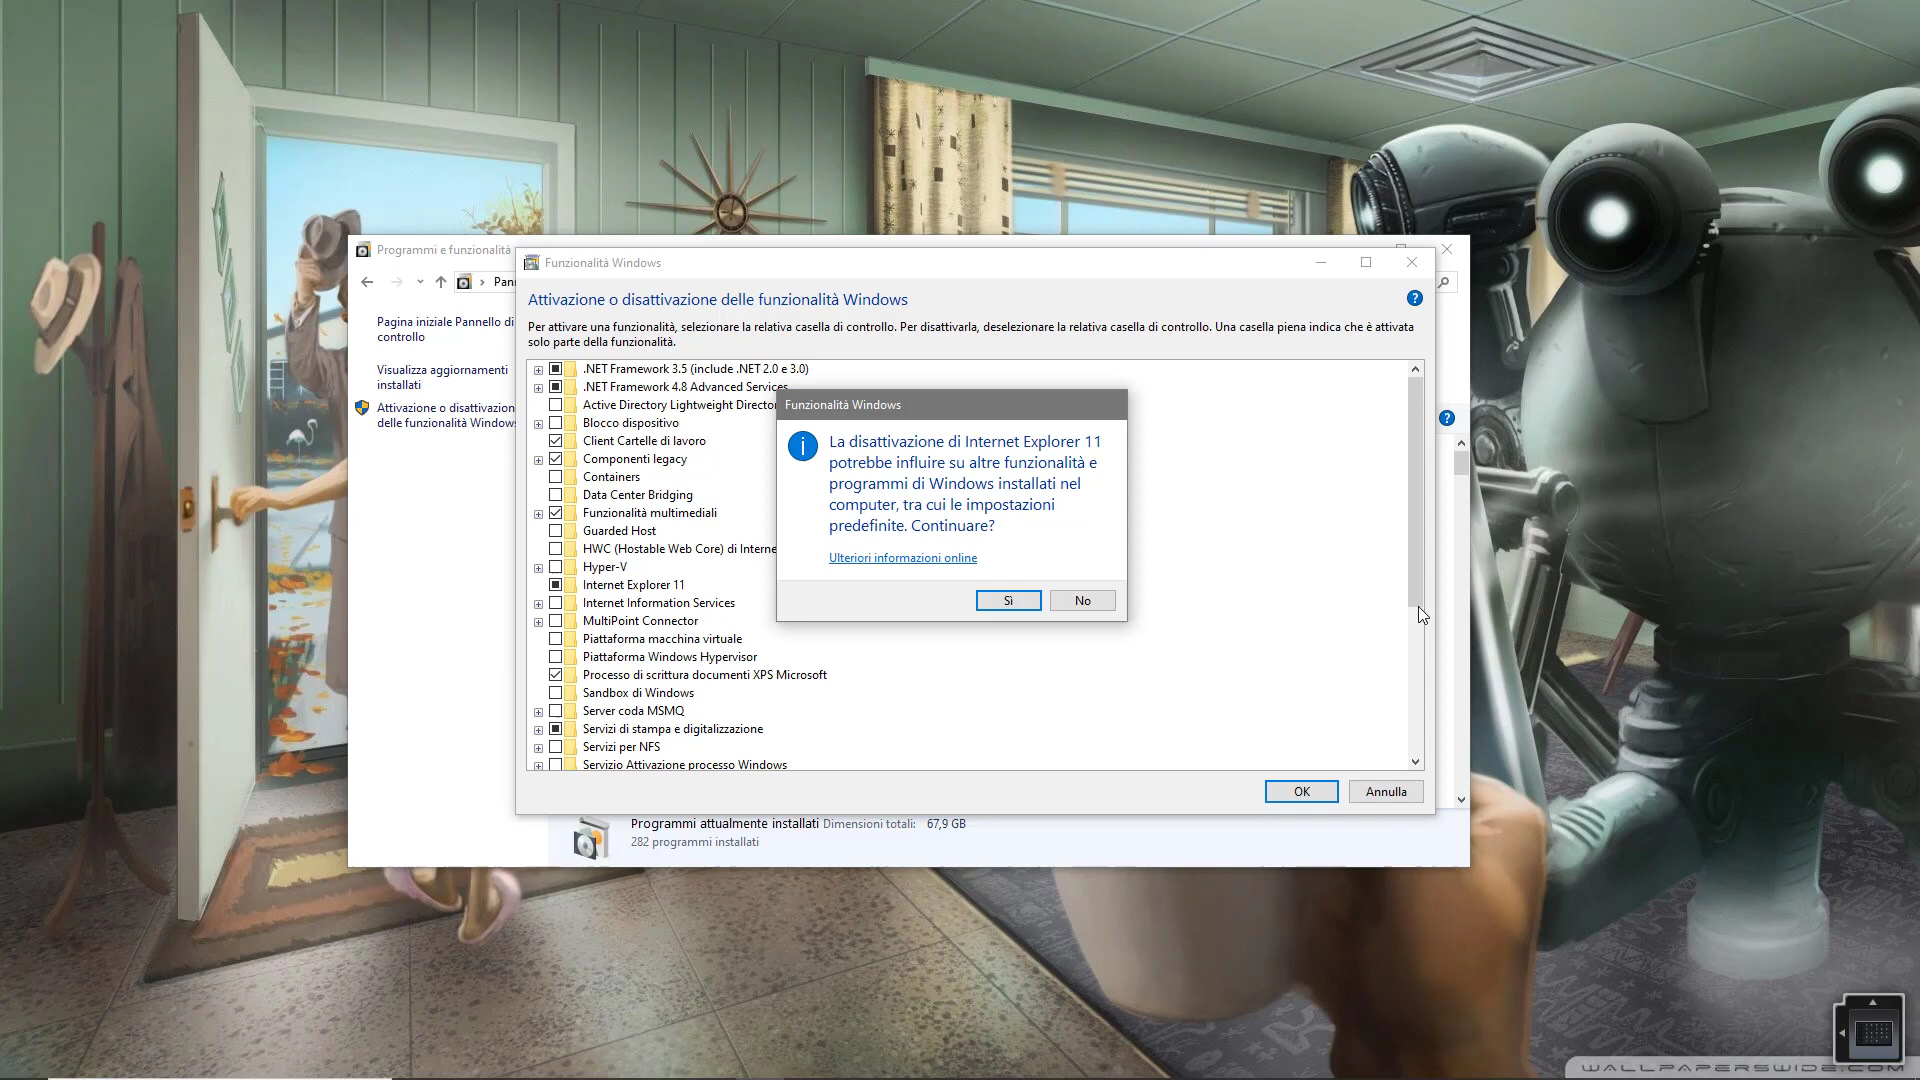 Programmi e funzionalità
Pann
Pagina iniziale Pannello di
controllo
Visualizza aggiornamenti
installati
Attivazione o disattivazion
delle funzionalità Windows
Funzionalità Windows
Attivazione o disattivazione delle funzionalità Windows
Per attivare una funzionalità, selezionare la relativa casella di controllo. Per disattivarla, deselezionare la relativa casella di controllo. Una casella piena indica che è attivata
solo parte della funzionalità.
.NET Framework 3.5 (include .NET 2.0 e 3.0)
.NET Framework 4.8 Advanced Services
Active Directory Lightweight Director
Blocco dispositivo
Client Cartelle di lavoro
Componenti legacy
Containers
Data Center Bridging
Funzionalità multimediali
Guarded Host
HWC (Hostable Web Core) di Interne
Hyper-V
Internet Explorer 11
Internet Information Services
MultiPoint Connector
Piattaforma macchina virtuale
Piattaforma Windows Hypervisor
Processo di scrittura documenti XPS Microsoft
Sandbox di Windows
Server coda MSMQ
Servizi di stampa e digitalizzazione
Servizi per NFS
Servizio Attivazione processo Windows
Funzionalità Windows
La disattivazione di Internet Explorer 11
potrebbe influire su altre funzionalità e
programmi di Windows installati nel
computer, tra cui le impostazioni
predefinite. Continuare?
Ulteriori informazioni online
Sì No
OK Annulla
Programmi attualmente installati Dimensioni totali: 67,9 GB
282 programmi installati
WALLPAPERSWIDE.COM